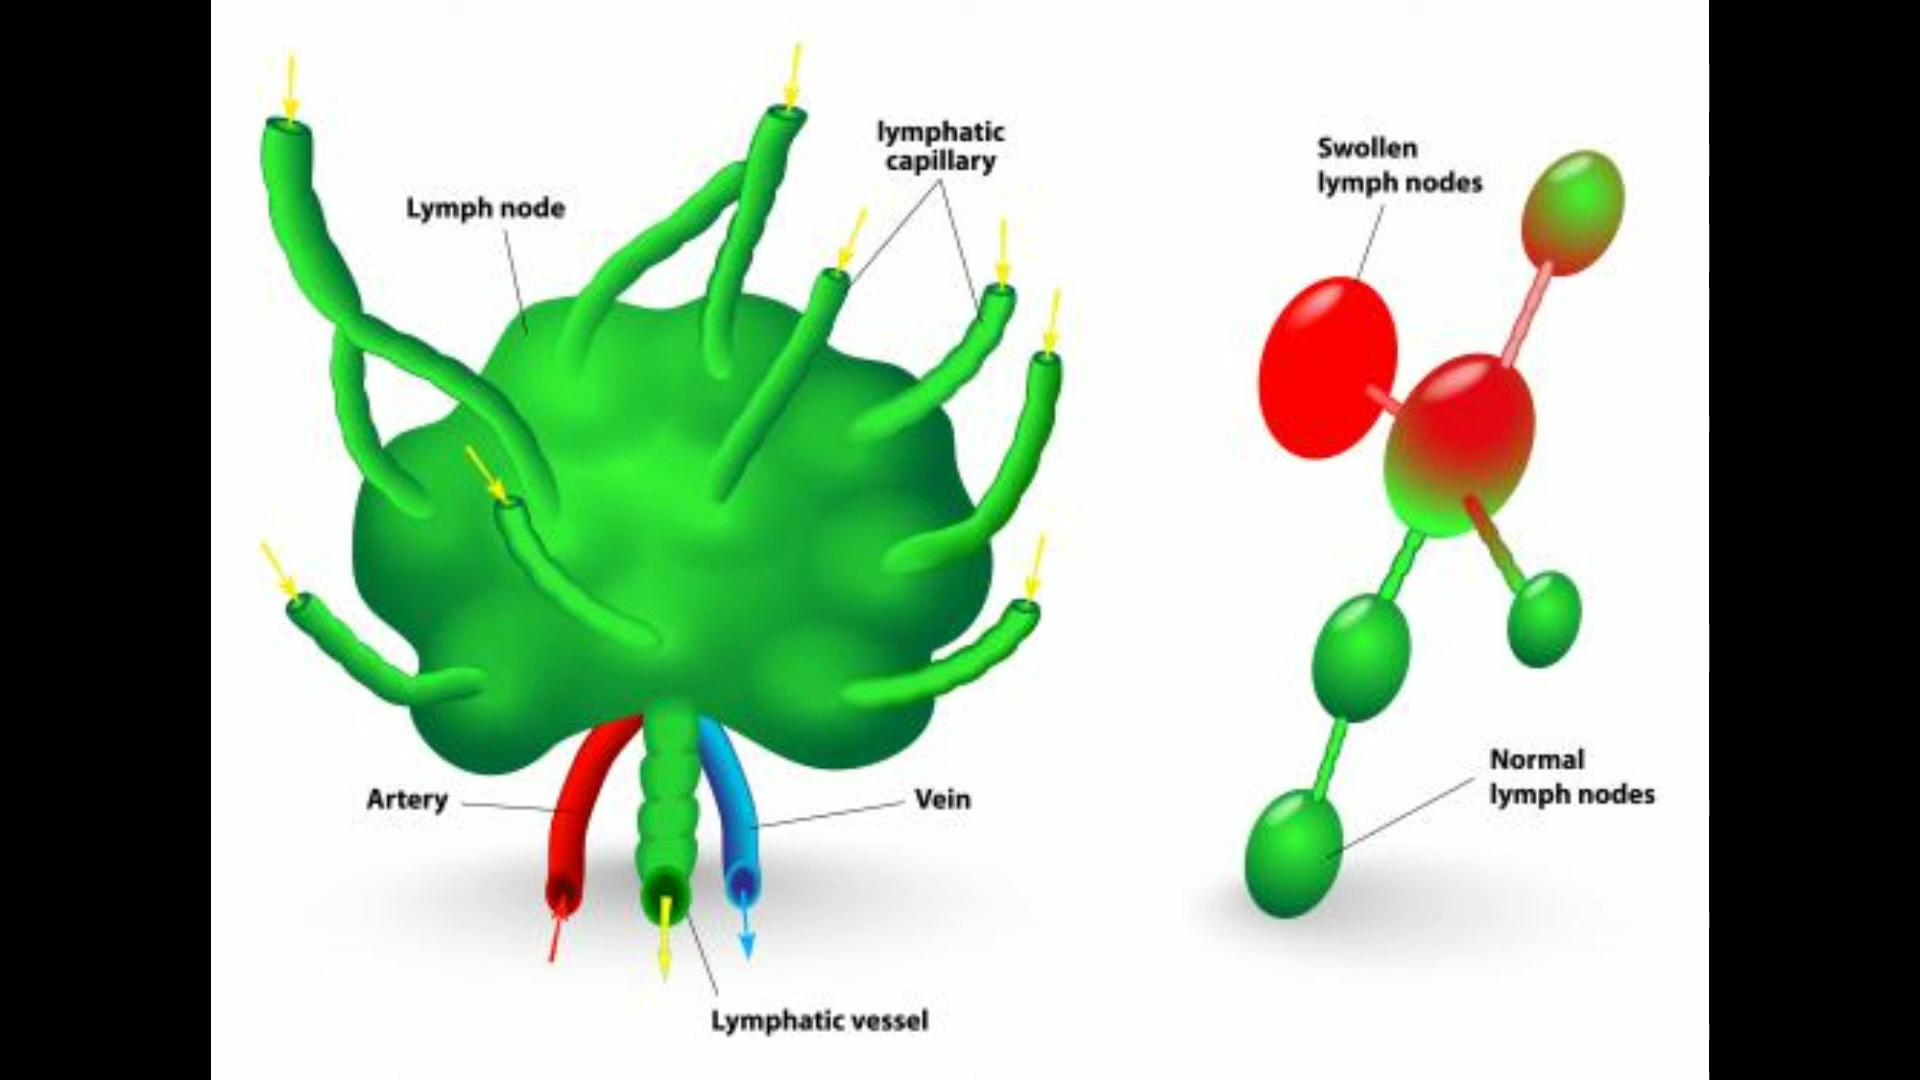 lymphatic
capillary
Lymph node
Artery
Vein
Lymphatic vessel
Swollen
lymph nodes
Normal
lymph nodes